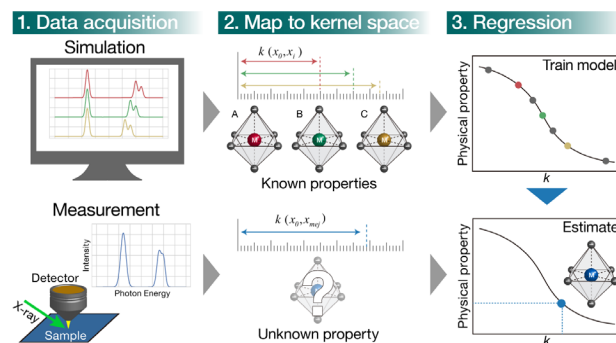 1. Data acquisition
Simulation
Measurement
Intensity
Photon Energy
Detector
X-ray
Sample
2. Map to kernel space
k (x0,xi)
A
B
C
M
M
M
Known properties
k (x0,xmej)
?
Unknown property
3. Regression
Train model
Physical property
k
Estimate
Physical property
M
k